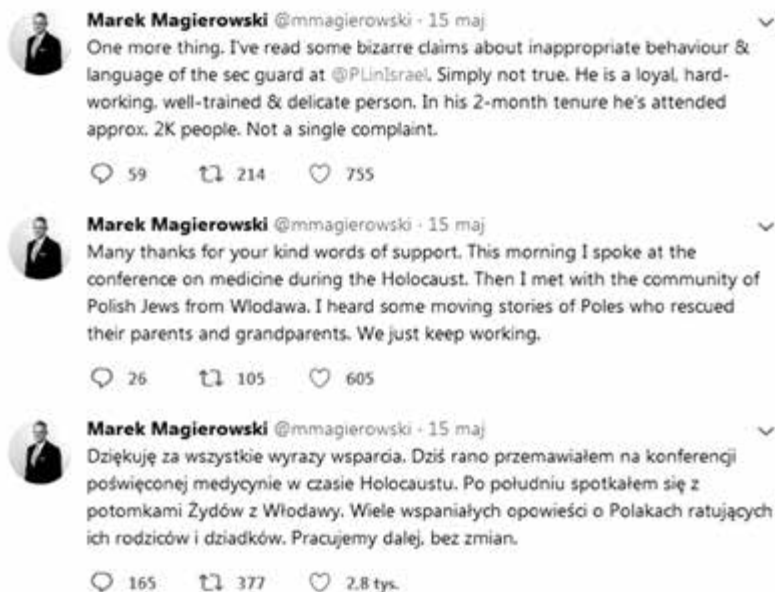 Marek Magierowski @mmagierowski · 15 maj
One more thing. I've read some bizarre claims about inappropriate behaviour &
language of the sec guard at @PLinIsrael. Simply not true. He is a loyal, hard-
working, well-trained & delicate person. In his 2-month tenure he's attended
approx. 2K people. Not a single complaint.
59 214 755
Marek Magierowski @mmagierowski · 15 maj
Many thanks for your kind words of support. This morning I spoke at the
conference on medicine during the Holocaust. Then I met with the community of
Polish Jews from Wlodawa. I heard some moving stories of Poles who rescued
their parents and grandparents. We just keep working.
26 105 605
Marek Magierowski @mmagierowski · 15 maj
Dziękuję za wszystkie wyrazy wsparcia. Dziś rano przemawiałem na konferencji
poświęconej medycynie w czasie Holocaustu. Po południu spotkałem się z
potomkami Żydów z Włodawy. Wiele wspaniałych opowieści o Polakach ratujących
ich rodziców i dziadków. Pracujemy dalej, bez zmian.
165 377 2,8 tys.